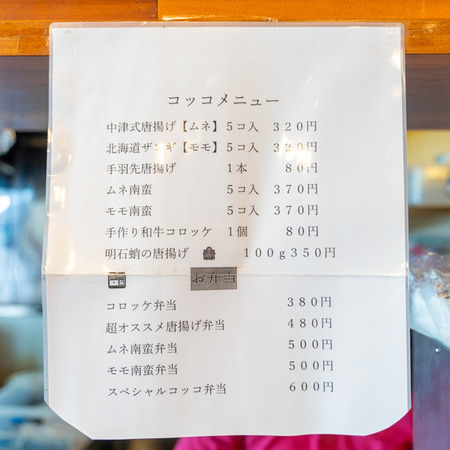 コッコメニュー
中津式唐揚げ【ムネ】５コ入 ３２０円
北海道ザンギ【モモ】５コ入 ３２０円
手羽先唐揚げ １本 ８０円
ムネ南蛮 ５コ入 ３７０円
モモ南蛮 ５コ入 ３７０円
手作り和牛コロッケ １個 ８０円
明石蛸の唐揚げ １００ｇ３５０円
お弁当
コロッケ弁当 ３８０円
超オススメ唐揚げ弁当 ４８０円
ムネ南蛮弁当 ５００円
モモ南蛮弁当 ５００円
スペシャルコッコ弁当 ６００円